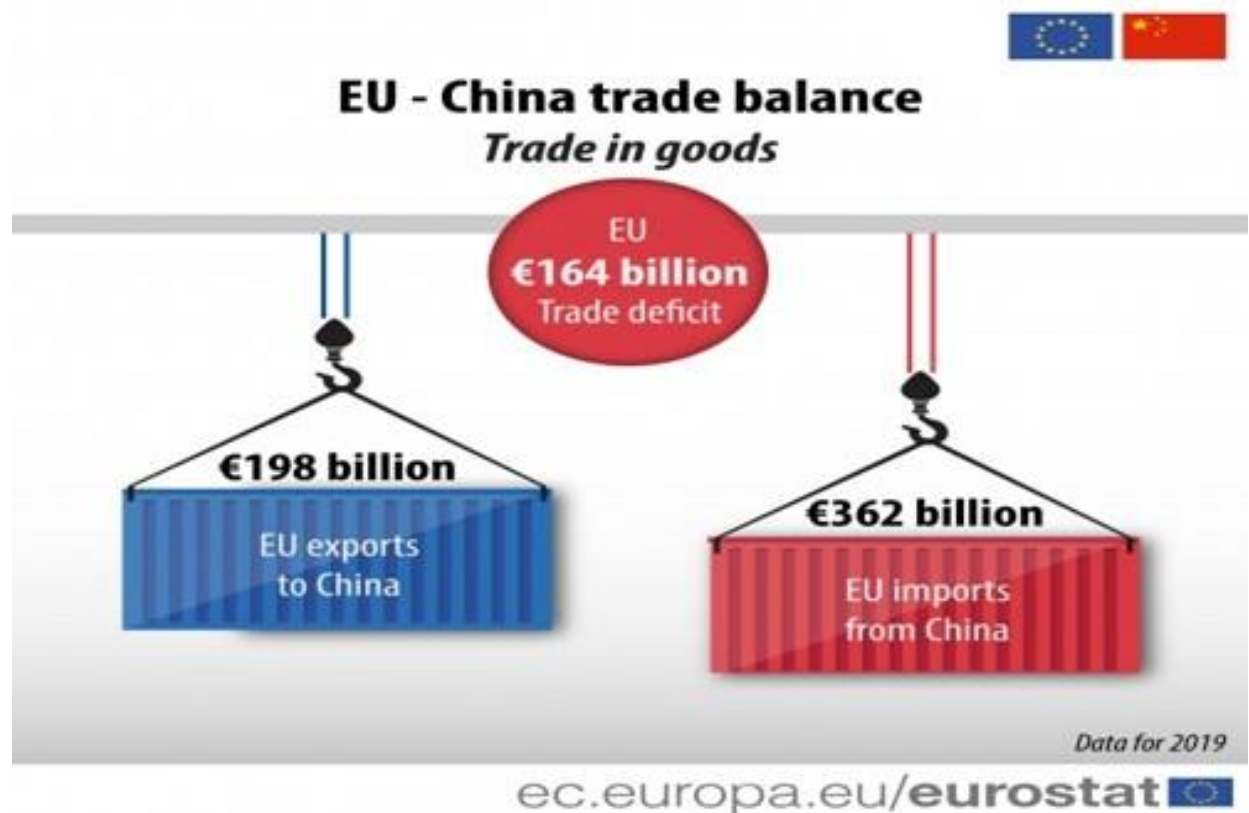 EU - China trade balance
Trade in goods
EU
€164 billion
Trade deficit
€198 billion
EU exports
to China
€362 billion
EU imports
from China
Data for 2019
ec.europa.eu/eurostat